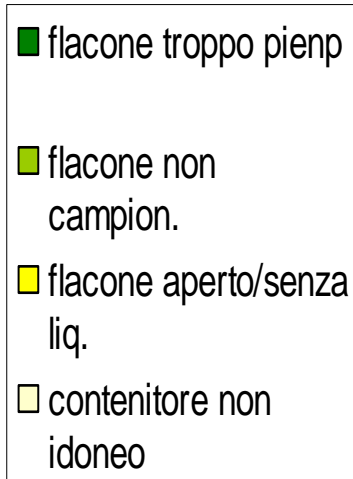 flacone troppo pienp
flacone non
campion.
flacone aperto/senza
liq.
contenitore non
idoneo